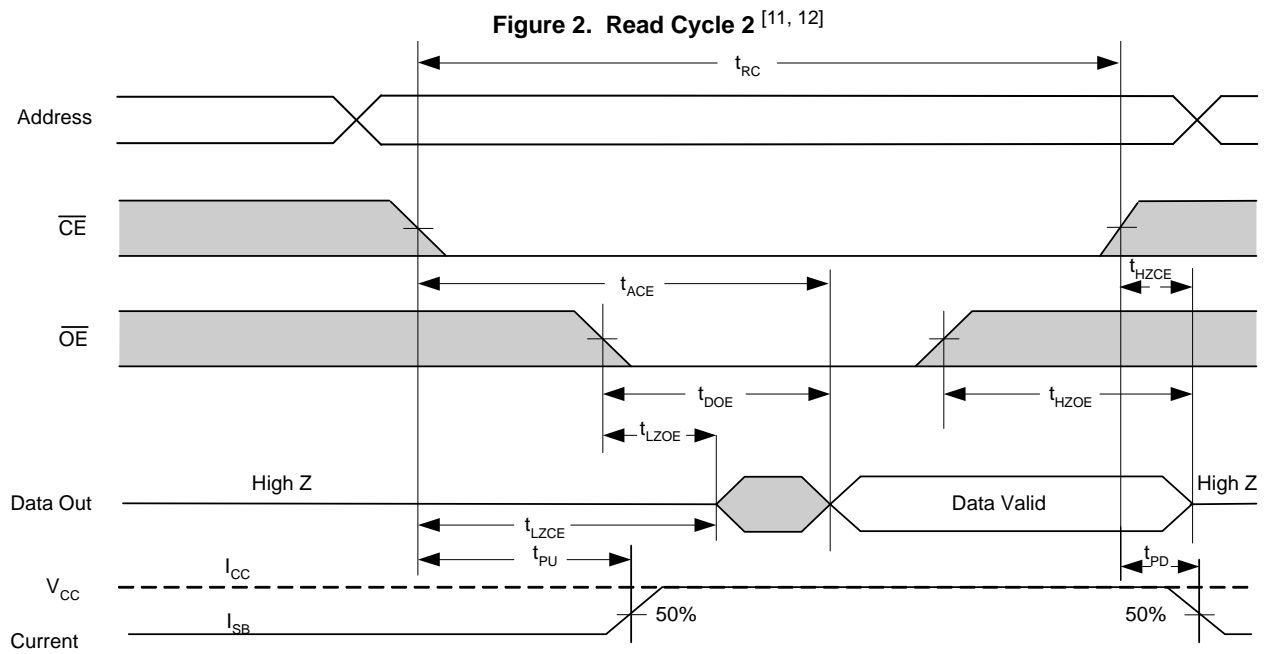 Figure 2. Read Cycle 2 [11, 12]
tRC
Address
CE
tHZCE
tACE
OE
tDOE
tHZOE
tLZOE
High Z
High Z
Data Out
Data Valid
tLZCE
tPU
tPD
ICC
VCC
50%
50%
ISB
Current